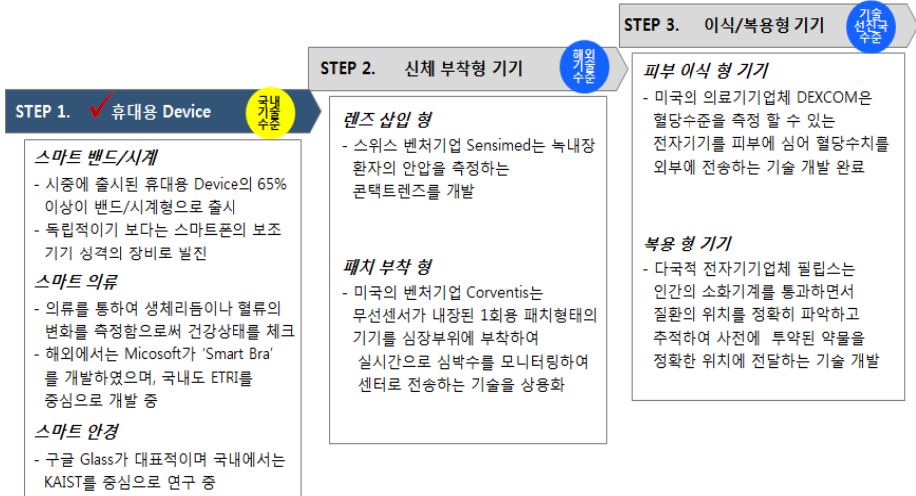 STEP 1. 휴대용 Device
국내
기술
수준
스마트 밴드/시계
- 시중에 출시된 휴대용 Device의 65%
이상이 밴드/시계형으로 출시
- 독립적이기 보다는 스마트폰의 보조
기기 성격의 장비로 발진
스마트 의류
- 의류를 통하여 생체리듬이나 혈류의
변화를 측정함으로써 건강상태를 체크
- 해외에서는 Micosoft가 ‘Smart Bra’
를 개발하였으며, 국내도 ETRI를
중심으로 개발 중
스마트 안경
- 구글 Glass가 대표적이며 국내에서는
KAIST를 중심으로 연구 중
STEP 2. 신체 부착형 기기
해외
기술
수준
렌즈 삽입 형
- 스위스 벤처기업 Sensimed는 녹내장
환자의 안압을 측정하는
콘택트렌즈를 개발
패치 부착 형
- 미국의 벤처기업 Corventis는
무선센서가 내장된 1회용 패치형태의
기기를 심장부위에 부착하여
실시간으로 심박수를 모니터링하여
센터로 전송하는 기술을 상용화
STEP 3. 이식/복용형 기기
기술
선진국
수준
피부 이식 형 기기
- 미국의 의료기기업체 DEXCOM은
혈당수준을 측정 할 수 있는
전자기기를 피부에 심어 혈당수치를
외부에 전송하는 기술 개발 완료
복용 형 기기
- 다국적 전자기기업체 필립스는
인간의 소화기계를 통과하면서
질환의 위치를 정확히 파악하고
추적하여 사전에 투약된 약물을
정확한 위치에 전달하는 기술 개발